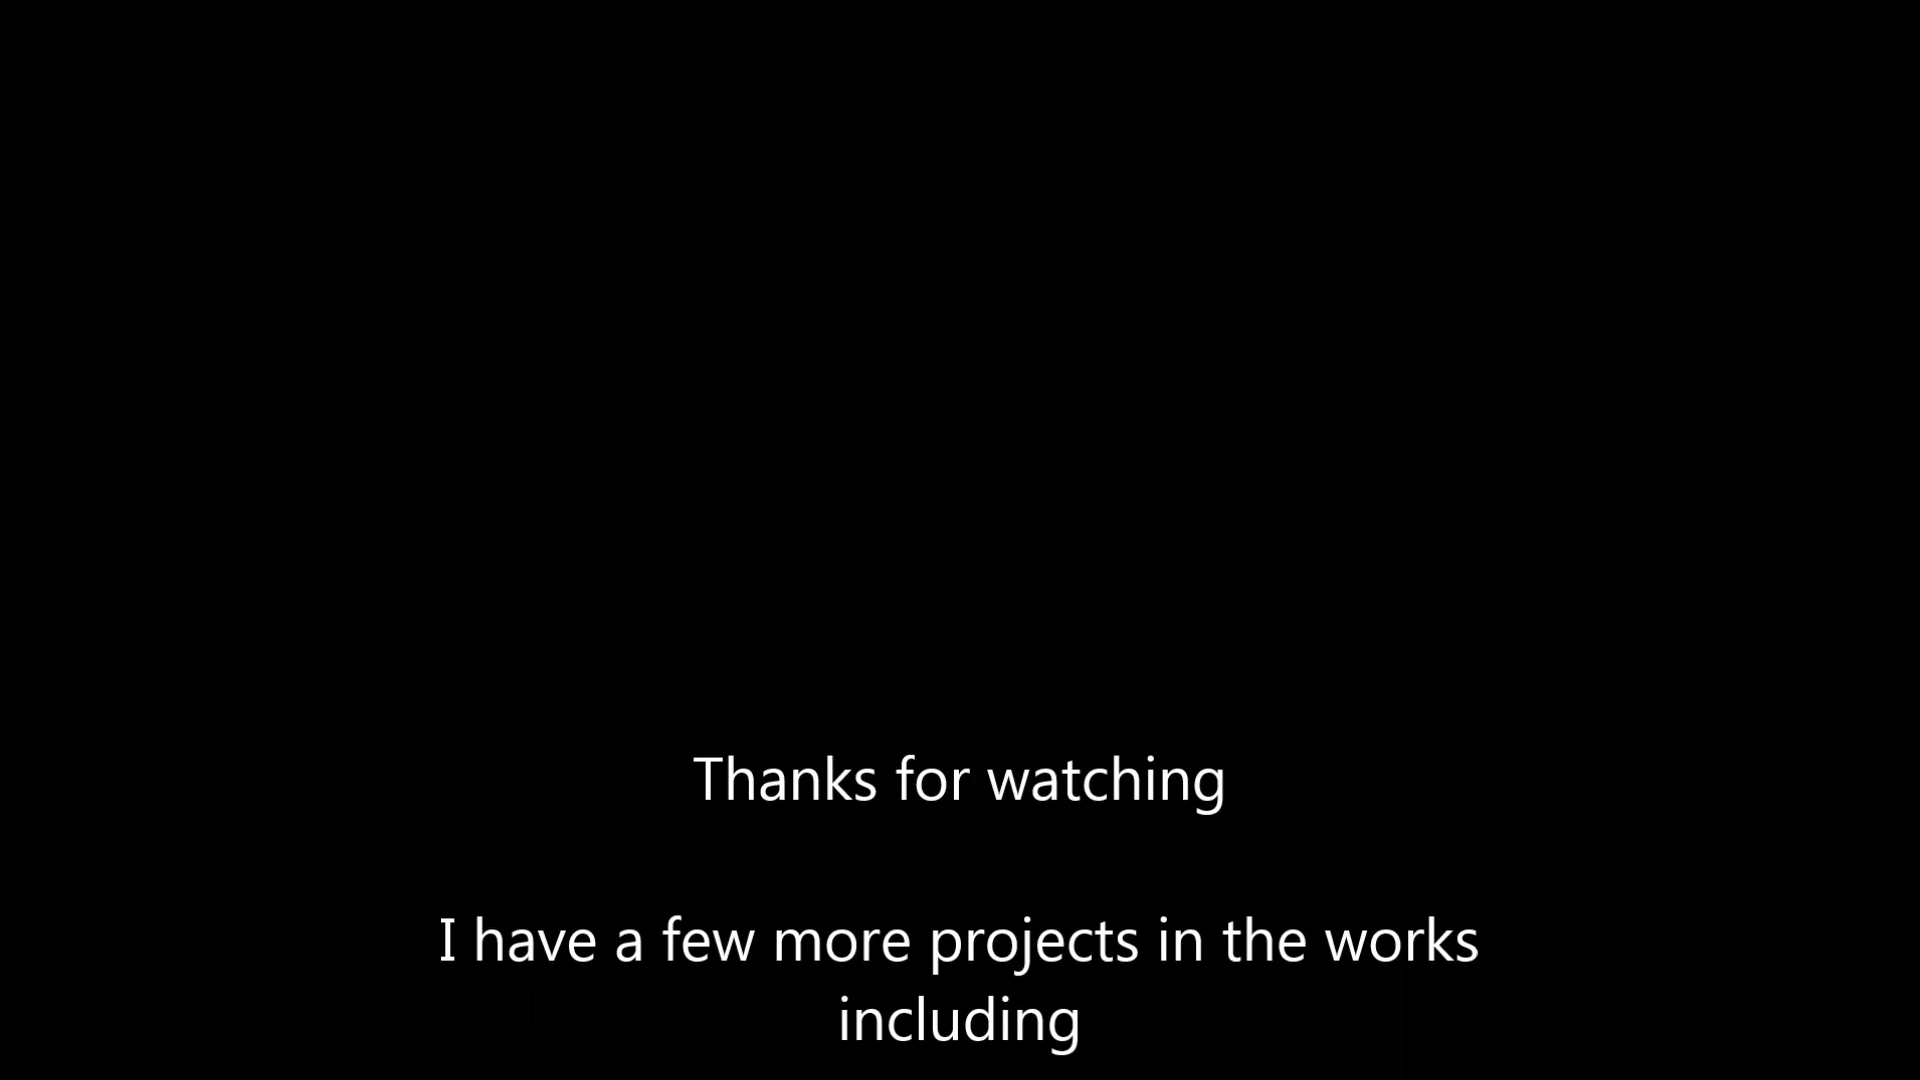 Thanks for watching
I have a few more projects in the works
including